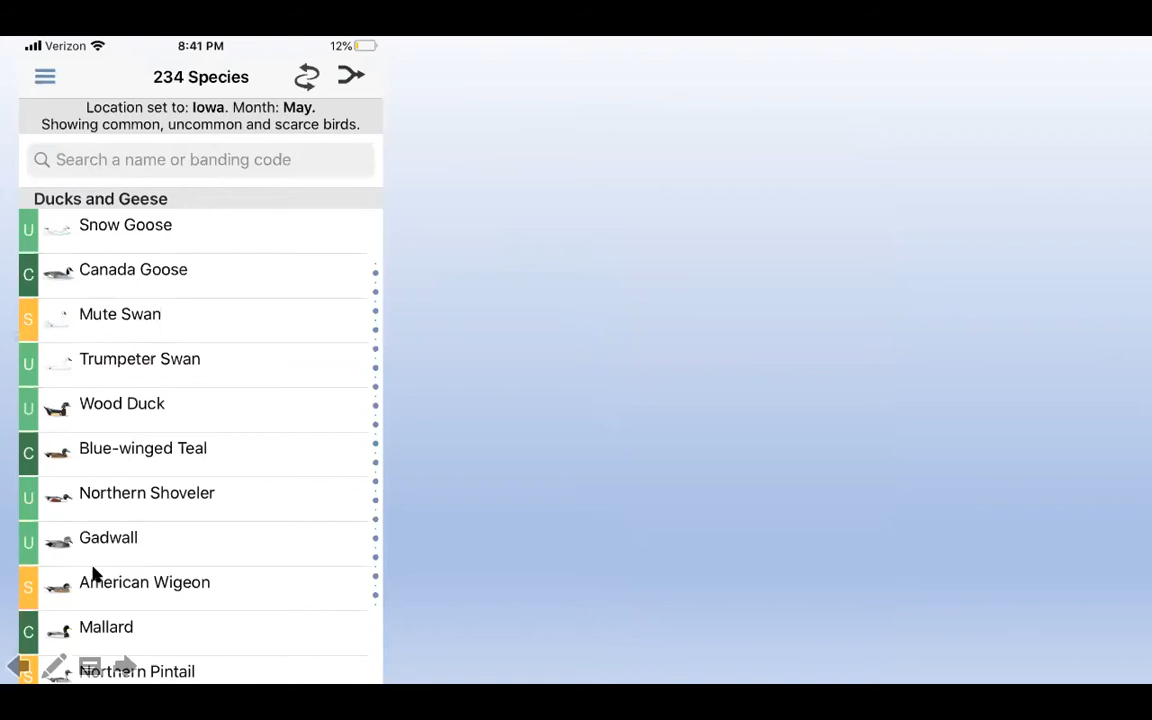 Verizon 8:41 PM 12%
234 Species
Location set to: Iowa. Month: May.
Showing common, uncommon and scarce birds.
Search a name or banding code
Ducks and Geese
U Snow Goose
C Canada Goose
S Mute Swan
U Trumpeter Swan
U Wood Duck
C Blue-winged Teal
U Northern Shoveler
U Gadwall
S American Wigeon
C Mallard
S Northern Pintail